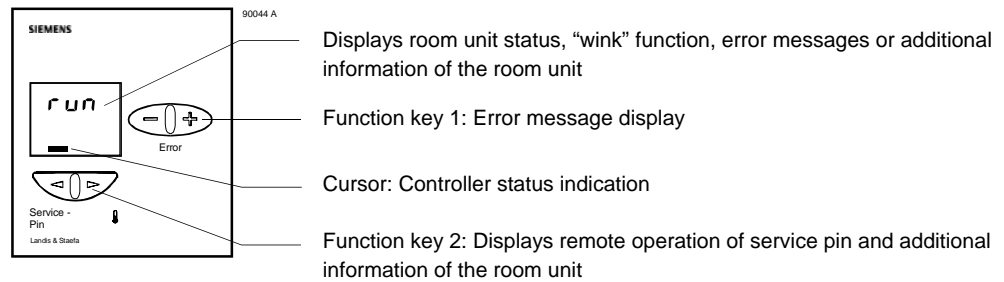 90044 A
SIEMENS
Displays room unit status, “wink” function, error messages or additional
information of the room unit
run
− +
Function key 1: Error message display
Error
Cursor: Controller status indication
Service -
Pin
Landis & Staefa
Function key 2: Displays remote operation of service pin and additional
information of the room unit